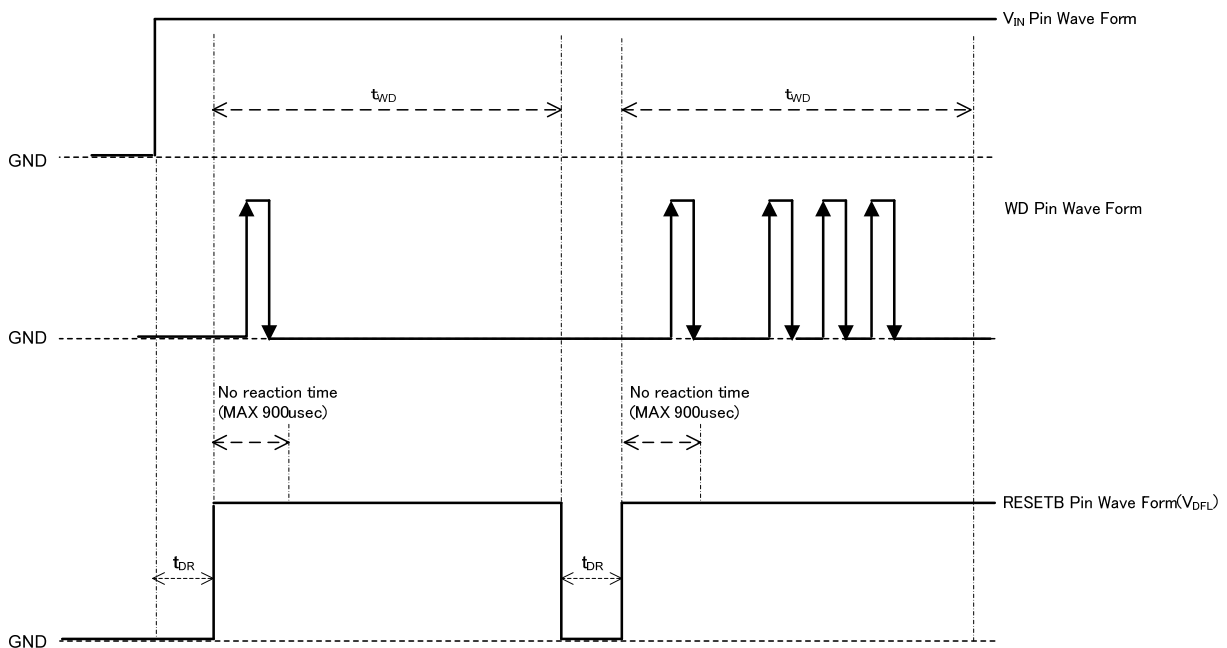 V_IN Pin Wave Form
t_WD t_WD
GND
WD Pin Wave Form
GND
No reaction time
(MAX 900usec)
No reaction time
(MAX 900usec)
RESETB Pin Wave Form(V_DFL)
t_DR t_DR
GND